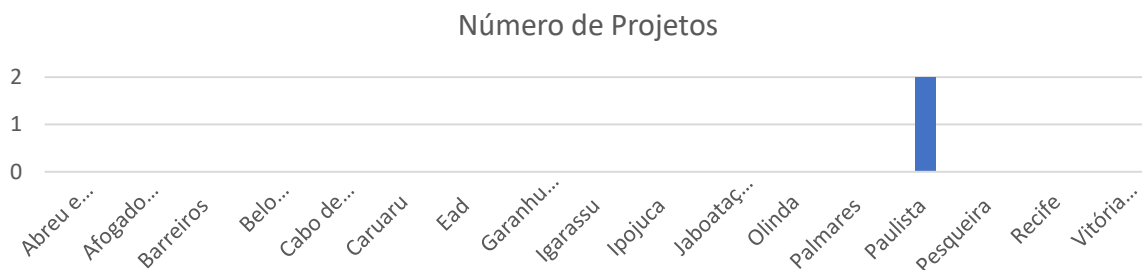 Número de Projetos
2
1
0
Abreu e...
Afogado...
Barreiros
Belo...
Cabo de...
Caruaru
Ead
Garanhu...
Igarassu
Ipojuca
Jaboataç...
Olinda
Palmares
Paulista
Pesqueira
Recife
Vitória...